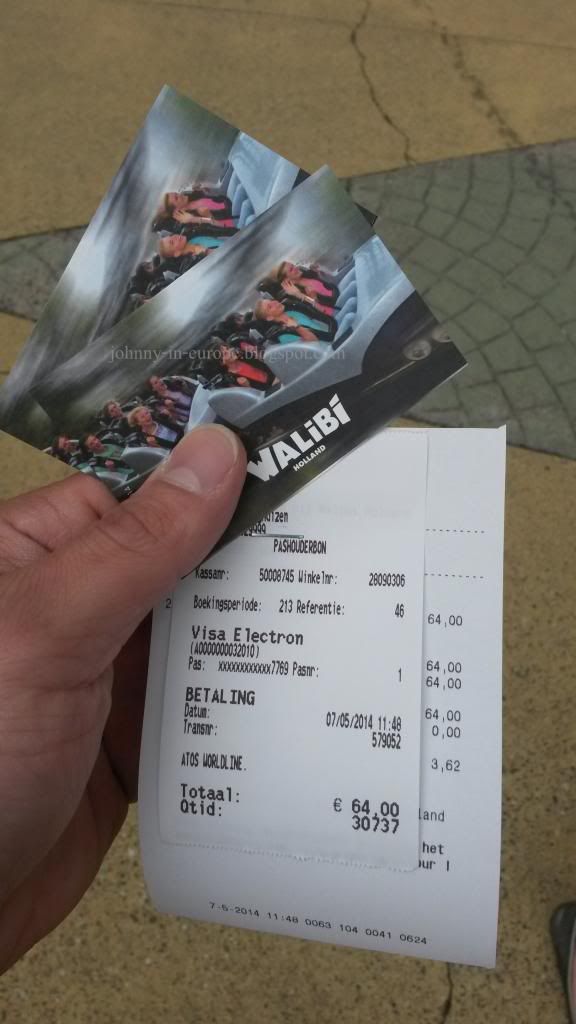 johnny-in-europe.blogspot.com
WALiBİ
HOLLAND
PASHOUDERBON
Kassanr: 50008745 Winkelnr: 28090306
Boekingsperiode: 213 Referentie: 46
Visa Electron
(A0000000032010)
Pas: xxxxxxxxxxxx7769 Pasnr: 1
BETALING
Datum: 07/05/2014 11:48
Transnr: 579052
ATOS WORLDLINE.
Totaal: € 64,00
Qtid: 30737
64,00
64,00
64,00
64,00
0,00
3,62
land
het
7-5-2014 11:48 0063 104 0041 0624